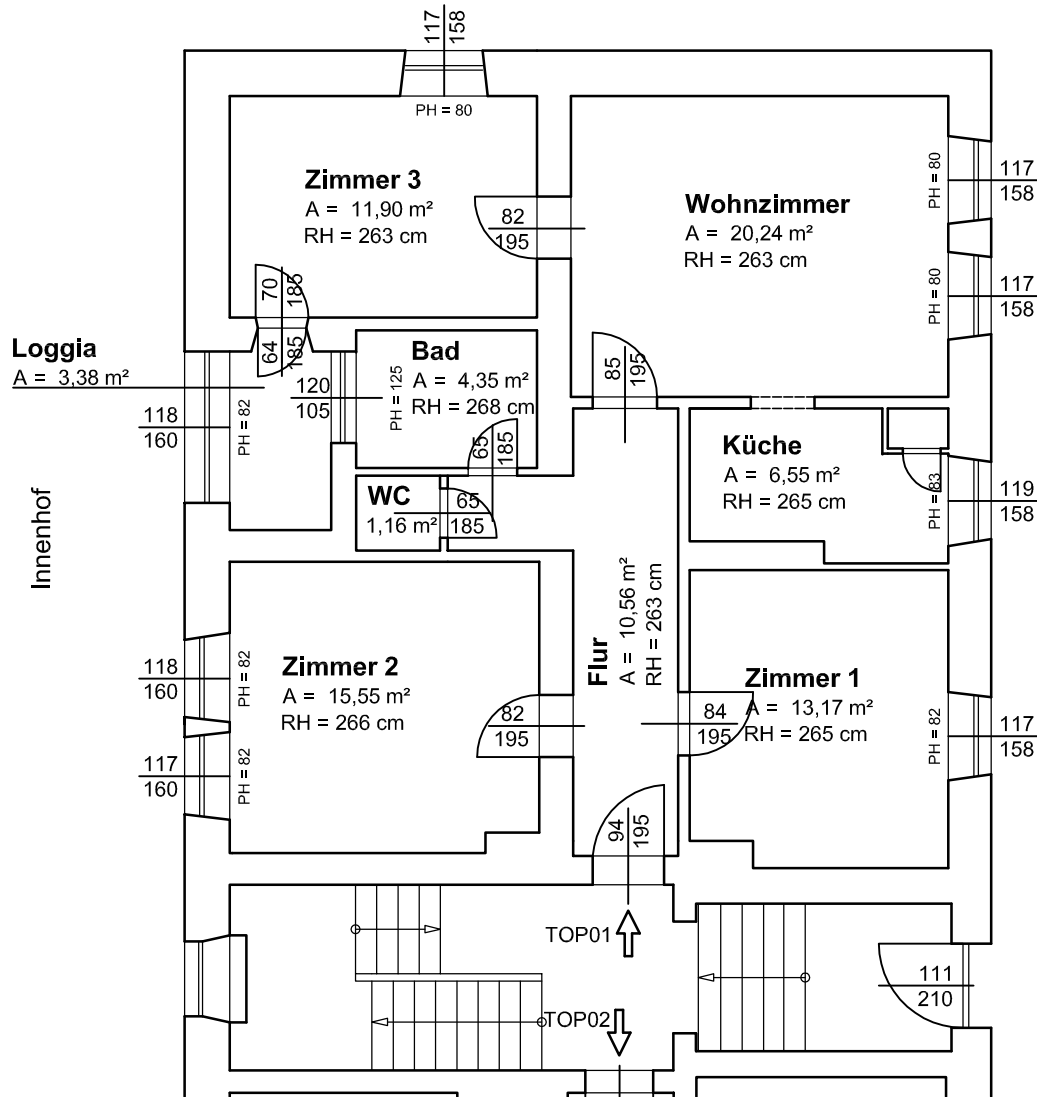 117
158
PH = 80
Zimmer 3
A = 11,90 m²
RH = 263 cm
82
195
Wohnzimmer
A = 20,24 m²
RH = 263 cm
PH = 80
117
158
PH = 80
117
158
70
185
64
185
Loggia
A = 3,38 m²
118
160
PH = 82
120
105
PH = 125
Bad
A = 4,35 m²
RH = 268 cm
85
195
65
185
WC
1,16 m²
65
185
Küche
A = 6,55 m²
RH = 265 cm
PH = 83
119
158
Innenhof
Flur
A = 10,56 m²
RH = 263 cm
118
160
PH = 82
Zimmer 2
A = 15,55 m²
RH = 266 cm
82
195
117
160
PH = 82
84
195
Zimmer 1
A = 13,17 m²
RH = 265 cm
PH = 82
117
158
94
195
TOP01
TOP02
111
210